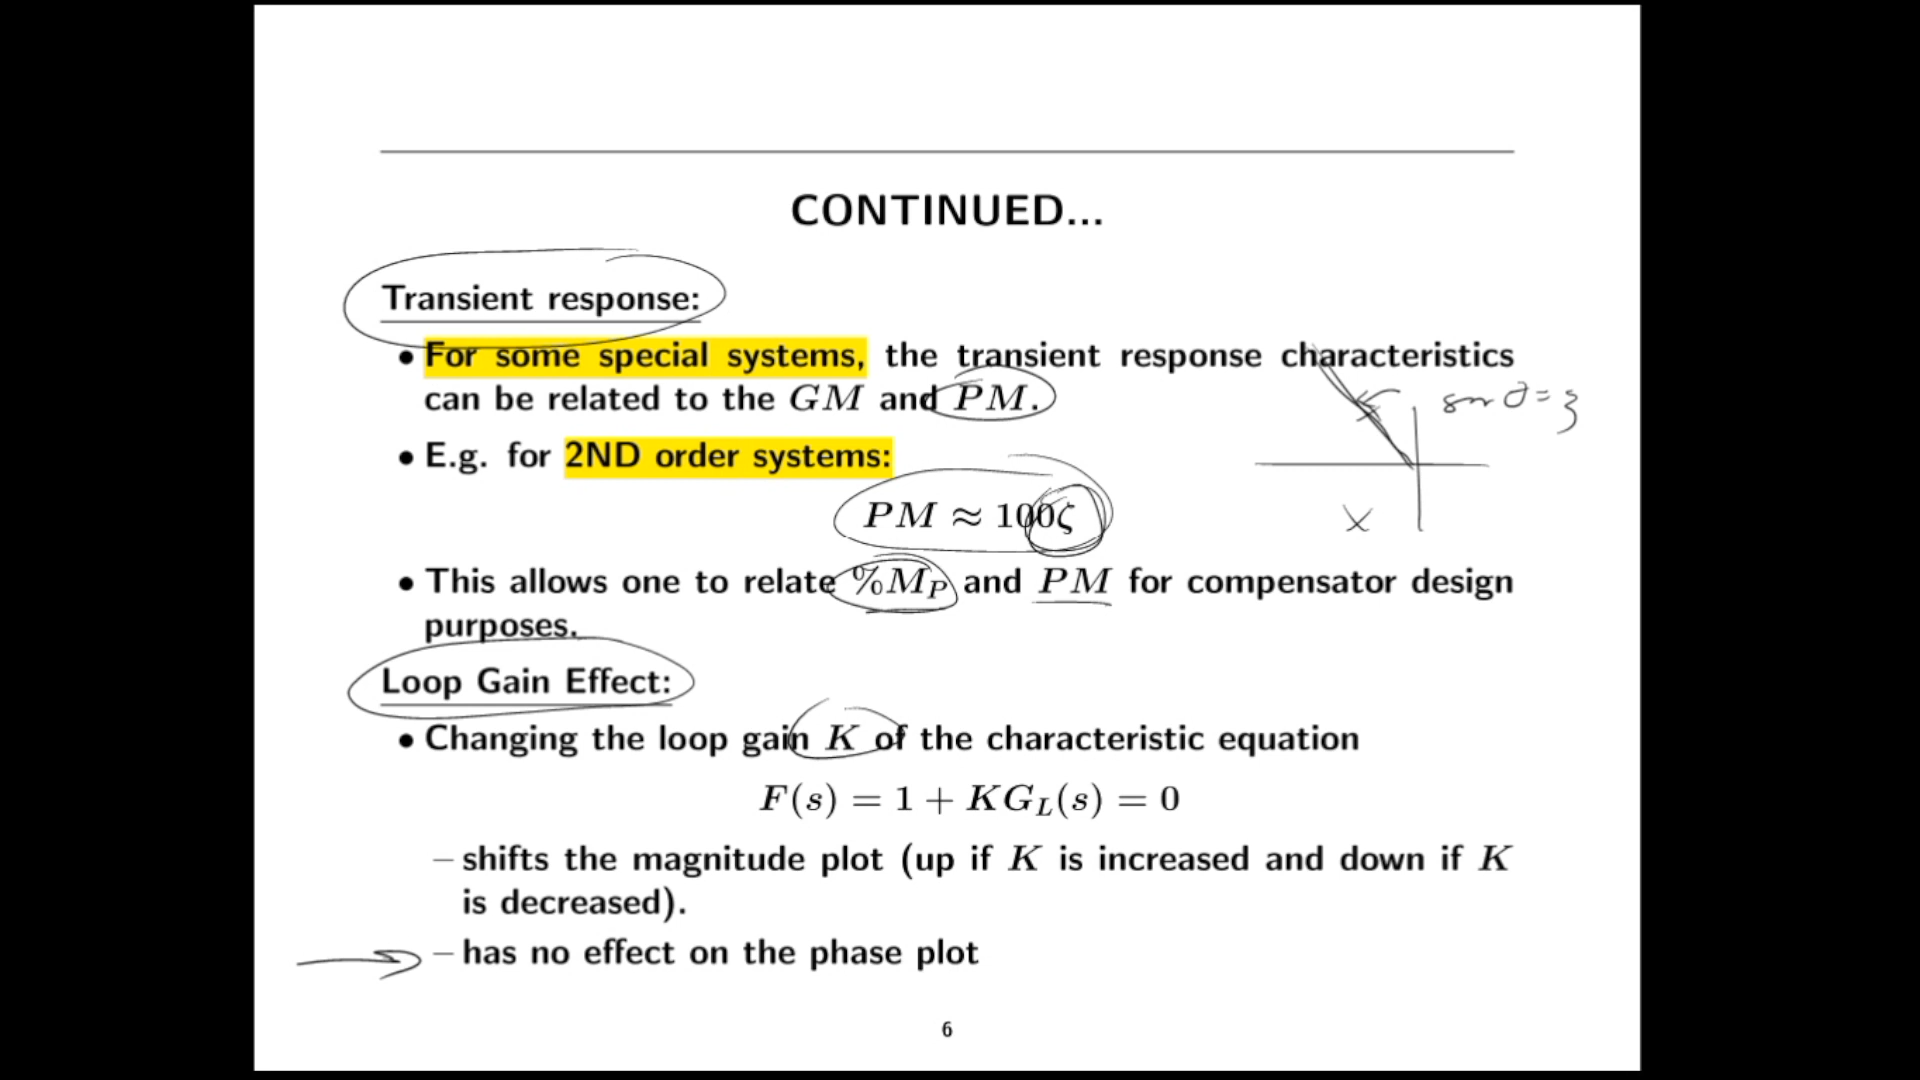 CONTINUED...
Transient response:
• For some special systems, the transient response characteristics
can be related to the GM and PM.
sin θ = ζ
• E.g. for 2ND order systems:
PM ≈ 100ζ
• This allows one to relate %M_P and PM for compensator design
purposes.
Loop Gain Effect:
• Changing the loop gain K of the characteristic equation
F(s) = 1 + KG_L(s) = 0
– shifts the magnitude plot (up if K is increased and down if K
is decreased).
– has no effect on the phase plot
6